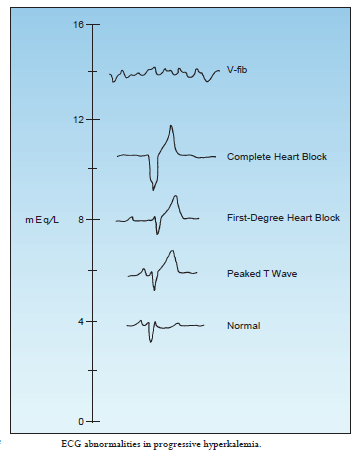 16
V-fib
12
Complete Heart Block
mEq/L
8
First-Degree Heart Block
Peaked T Wave
4
Normal
0
ECG abnormalities in progressive hyperkalemia.